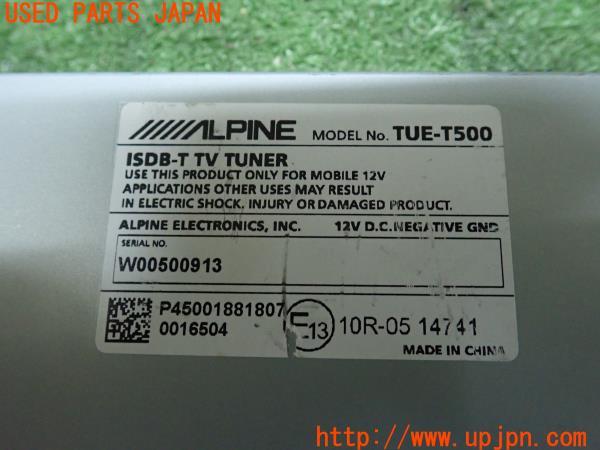 USED PARTS JAPAN
ALPINE MODEL No. TUE-T500
ISDB-T TV TUNER
USE THIS PRODUCT ONLY FOR MOBILE 12V
APPLICATIONS OTHER USES MAY RESULT
IN ELECTRIC SHOCK, INJURY OR DAMAGED PRODUCT.
ALPINE ELECTRONICS, INC. 12V D.C.NEGATIVE GND
SERIAL NO.
W00500913
P45001881807
0016504
E13
10R-05 14741
MADE IN CHINA
http://www.upjpn.com/